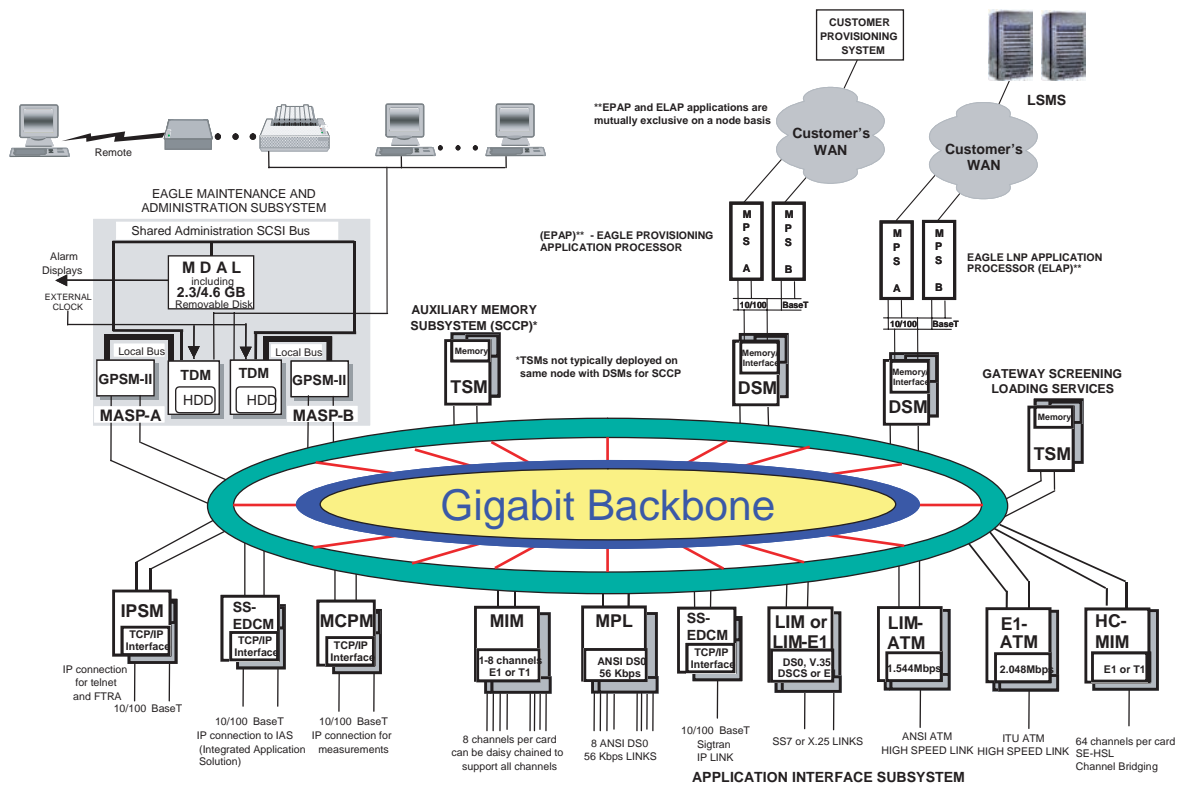 CUSTOMER
PROVISIONING
SYSTEM
LSMS
**EPAP and ELAP applications are
mutually exclusive on a node basis
Customer's
WAN
Customer's
WAN
Remote
EAGLE MAINTENANCE AND
ADMINISTRATION SUBSYSTEM
Shared Administration SCSI Bus
Alarm
Displays
EXTERNAL
CLOCK
M D A L
including
2.3/4.6 GB
Removable Disk
Local Bus
Local Bus
GPSM-II
TDM
HDD
TDM
HDD
GPSM-II
MASP-A
MASP-B
(EPAP)** - EAGLE PROVISIONING
APPLICATION PROCESSOR
M
P
S
A
M
P
S
B
10/100
BaseT
M
P
S
A
M
P
S
B
10/100
BaseT
EAGLE LNP APPLICATION
PROCESSOR (ELAP)**
AUXILIARY MEMORY
SUBSYSTEM (SCCP)*
Memory
TSM
*TSMs not typically deployed on
same node with DSMs for SCCP
Memory/
Interface
DSM
Memory/
Interface
DSM
GATEWAY SCREENING
LOADING SERVICES
Memory
TSM
Gigabit Backbone
IPSM
TCP/IP
Interface
IP connection
for telnet
and FTRA
10/100 BaseT
SS-
EDCM
TCP/IP
Interface
10/100 BaseT
IP connection to IAS
(Integrated Application
Solution)
MCPM
TCP/IP
Interface
10/100 BaseT
IP connection for
measurements
MIM
1-8 channels
E1 or T1
8 channels per card
can be daisy chained to
support all channels
MPL
ANSI DS0
56 Kbps
8 ANSI DS0
56 Kbps LINKS
SS-
EDCM
TCP/IP
Interface
10/100 BaseT
Sigtran
IP LINK
LIM or
LIM-E1
DS0, V.35
DSCS or E
SS7 or X.25 LINKS
LIM-
ATM
1.544Mbps
ANSI ATM
HIGH SPEED LINK
E1-
ATM
2.048Mbps
ITU ATM
HIGH SPEED LINK
HC-
MIM
E1 or T1
64 channels per card
SE-HSL
Channel Bridging
APPLICATION INTERFACE SUBSYSTEM